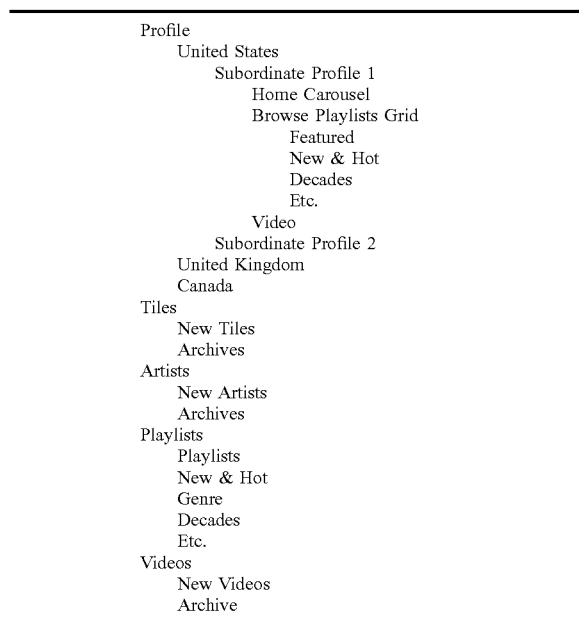 Profile
United States
Subordinate Profile 1
Home Carousel
Browse Playlists Grid
Featured
New & Hot
Decades
Etc.
Video
Subordinate Profile 2
United Kingdom
Canada
Tiles
New Tiles
Archives
Artists
New Artists
Archives
Playlists
Playlists
New & Hot
Genre
Decades
Etc.
Videos
New Videos
Archive